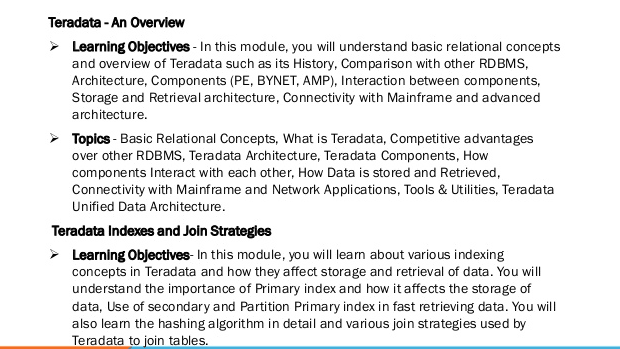 Teradata - An Overview
➢ Learning Objectives - In this module, you will understand basic relational concepts
and overview of Teradata such as its History, Comparison with other RDBMS,
Architecture, Components (PE, BYNET, AMP), Interaction between components,
Storage and Retrieval architecture, Connectivity with Mainframe and advanced
architecture.
➢ Topics - Basic Relational Concepts, What is Teradata, Competitive advantages
over other RDBMS, Teradata Architecture, Teradata Components, How
components Interact with each other, How Data is stored and Retrieved,
Connectivity with Mainframe and Network Applications, Tools & Utilities, Teradata
Unified Data Architecture.
Teradata Indexes and Join Strategies
➢ Learning Objectives- In this module, you will learn about various indexing
concepts in Teradata and how they affect storage and retrieval of data. You will
understand the importance of Primary index and how it affects the storage of
data, Use of secondary and Partition Primary index in fast retrieving data. You will
also learn the hashing algorithm in detail and various join strategies used by
Teradata to join tables.